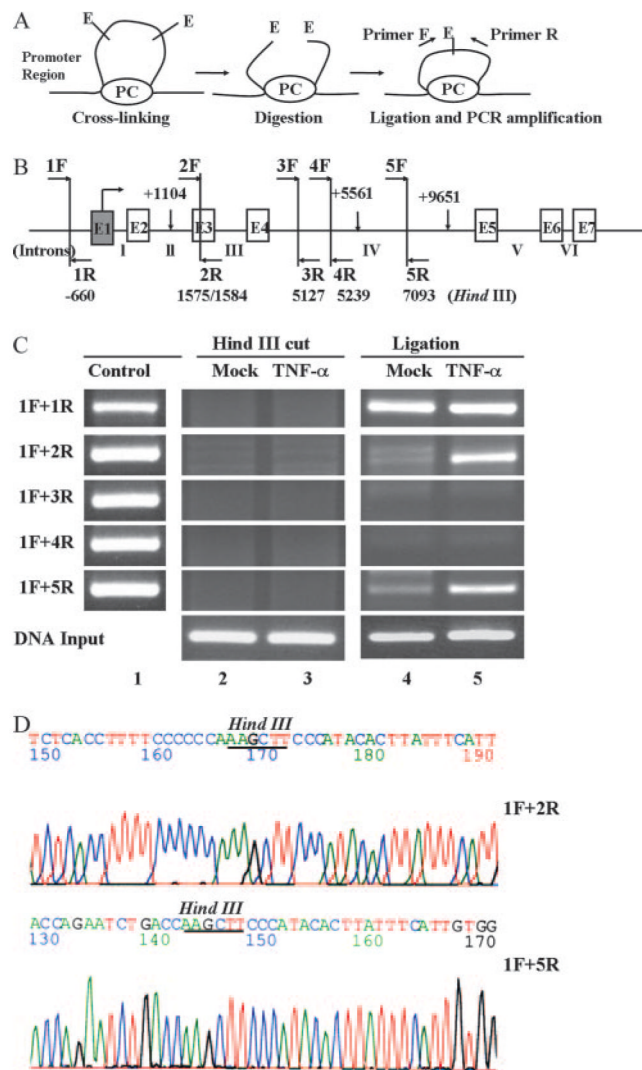 A
E E
Primer F E Primer R
Promoter
Region
PC PC PC
Cross-linking Digestion Ligation and PCR amplification
B
1F 2F 3F 4F 5F
+1104 +5561 +9651
E1 E2 E3 E4 E5 E6 E7
(Introns) I II III IV V VI
1R 2R 3R 4R 5R
-660 1575/1584 5127 5239 7093 (Hind III)
C
Hind III cut Ligation
Control Mock TNF-α Mock TNF-α
1F+1R
1F+2R
1F+3R
1F+4R
1F+5R
DNA Input
1 2 3 4 5
D
Hind III
TCTCACCTTTTCCCCCCAAAGCTTCCCATACACTTATTTCATT
150 160 170 180 190
1F+2R
Hind III
ACCAGAATCTGACCAAGCTTCCCATACACTTATTTCATTGTGG
130 140 150 160 170
1F+5R